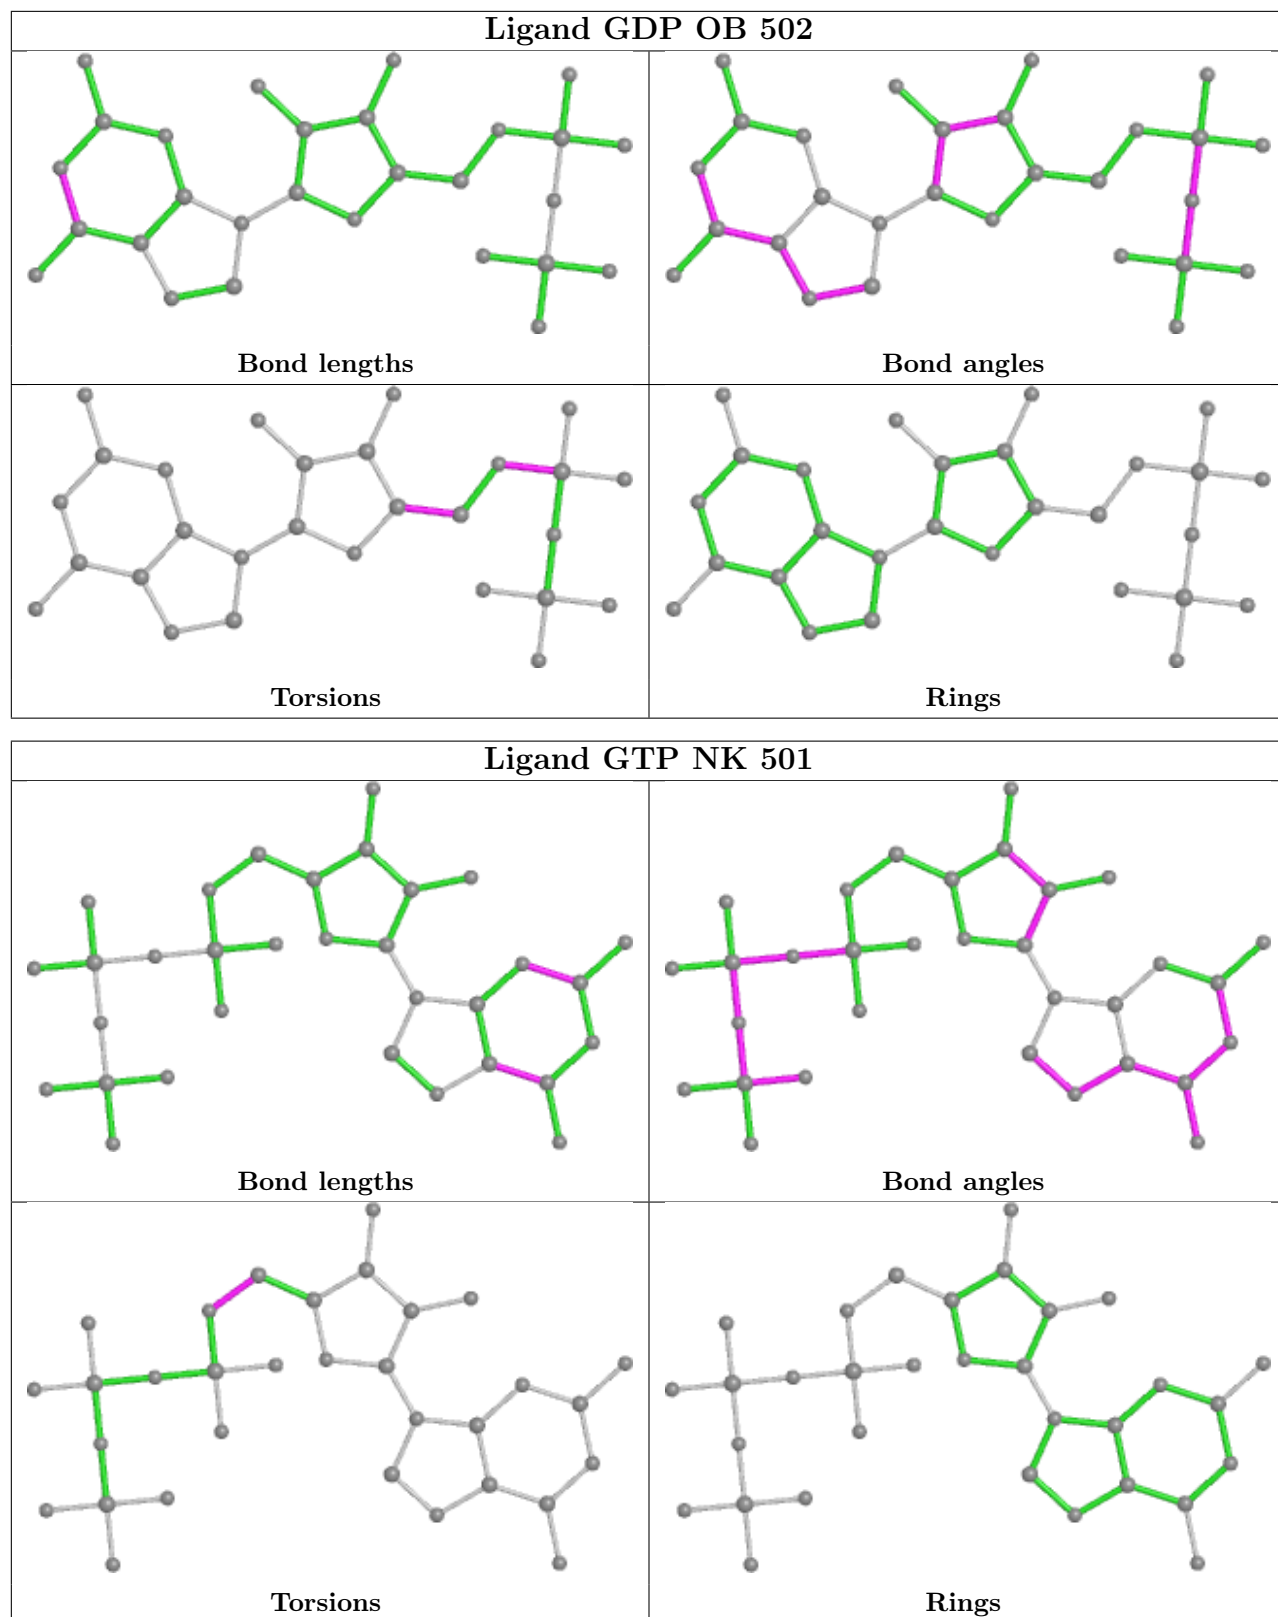 Ligand GDP OB 502
Bond lengths
Bond angles
Torsions
Rings
Ligand GTP NK 501
Bond lengths
Bond angles
Torsions
Rings